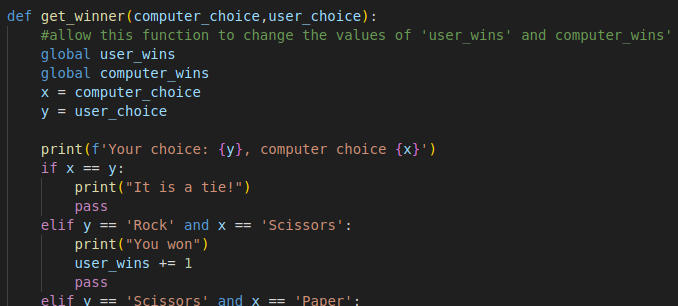 def get_winner(computer_choice,user_choice):
    #allow this function to change the values of 'user_wins' and computer_wins'
    global user_wins
    global computer_wins
    x = computer_choice
    y = user_choice

    print(f'Your choice: {y}, computer choice {x}')
    if x == y:
        print("It is a tie!")
        pass
    elif y == 'Rock' and x == 'Scissors':
        print("You won")
        user_wins += 1
        pass
    elif y == 'Scissors' and x == 'Paper':